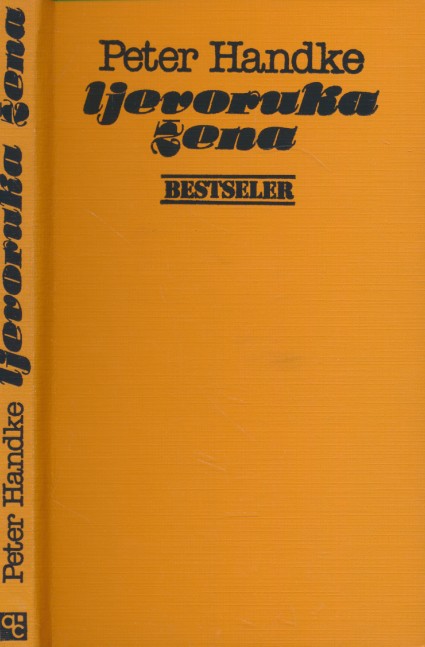 Peter Handke
ljevoruka
žena
BESTSELER
Peter Handke ljevoruka žena